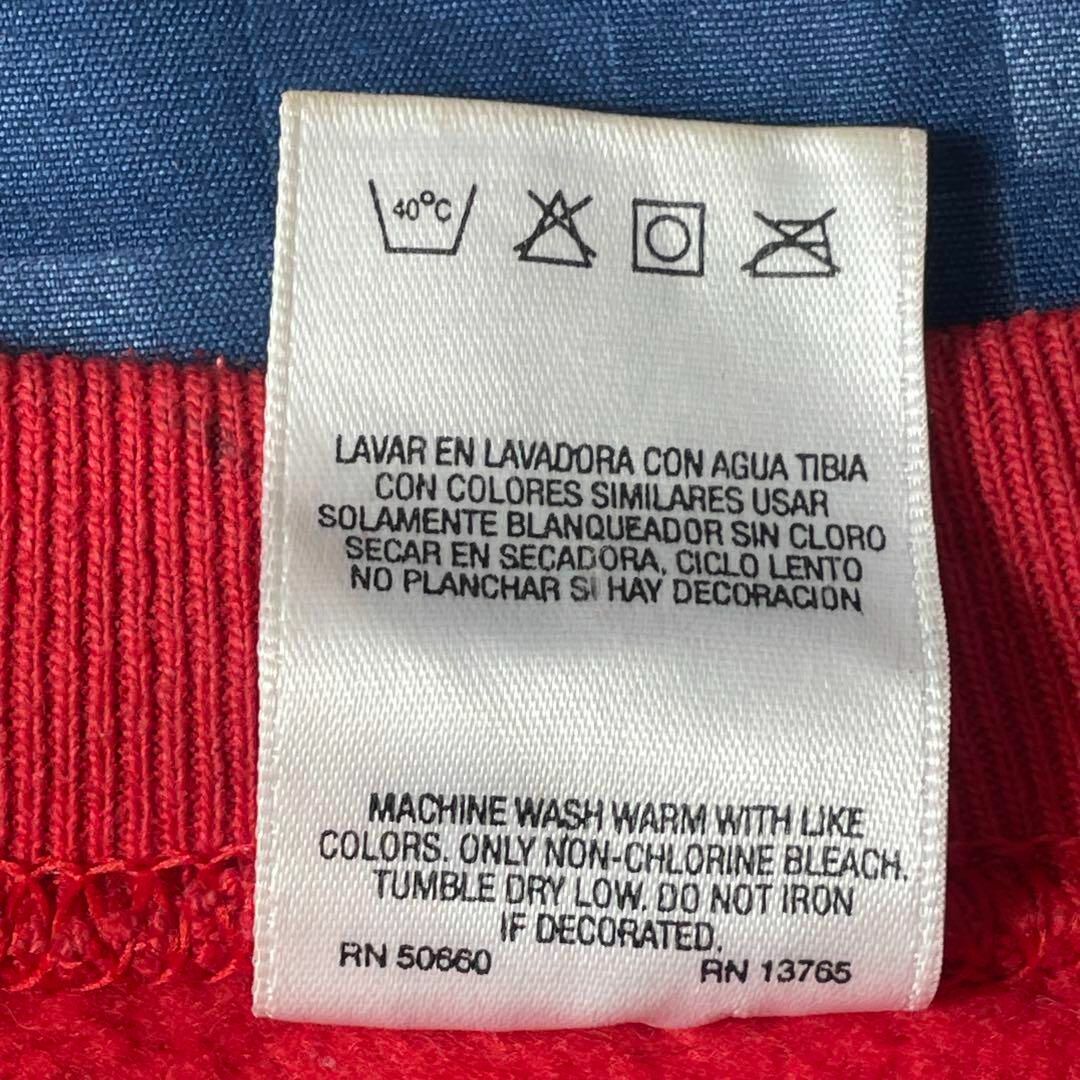 40°C
LAVAR EN LAVADORA CON AGUA TIBIA
CON COLORES SIMILARES USAR
SOLAMENTE BLANQUEADOR SIN CLORO
SECAR EN SECADORA, CICLO LENTO
NO PLANCHAR SI HAY DECORACION
MACHINE WASH WARM WITH LIKE
COLORS. ONLY NON-CHLORINE BLEACH.
TUMBLE DRY LOW. DO NOT IRON
IF DECORATED.
RN 50660 RN 13765